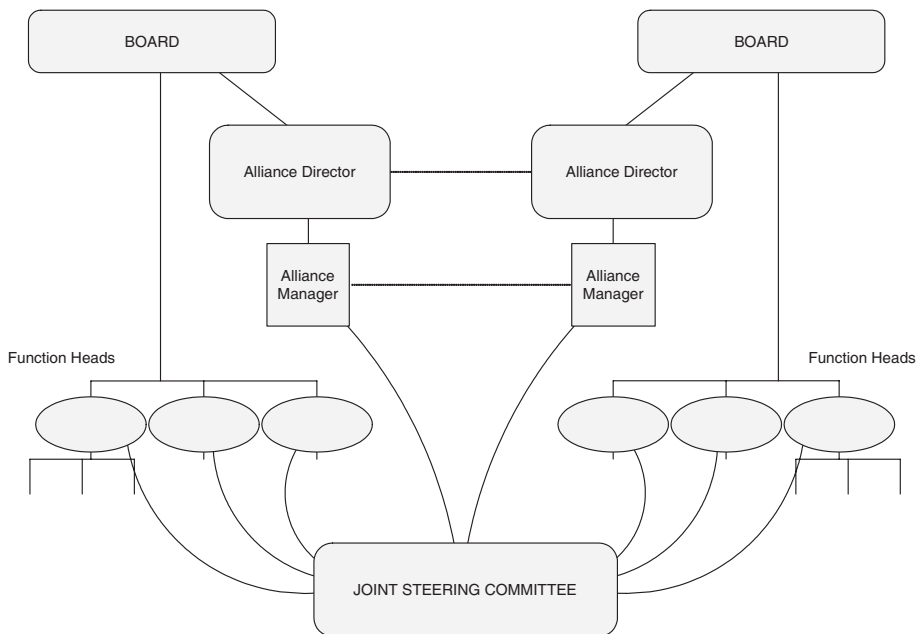 BOARD
BOARD
Alliance Director
Alliance Director
Alliance
Manager
Alliance
Manager
Function Heads
Function Heads
JOINT STEERING COMMITTEE